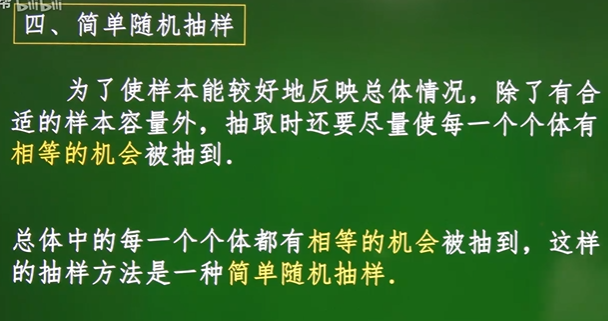 bilibili
四、简单随机抽样
为了使样本能较好地反映总体情况，除了有合
适的样本容量外，抽取时还要尽量使每一个个体有
相等的机会被抽到．
总体中的每一个个体都有相等的机会被抽到，这样
的抽样方法是一种简单随机抽样．